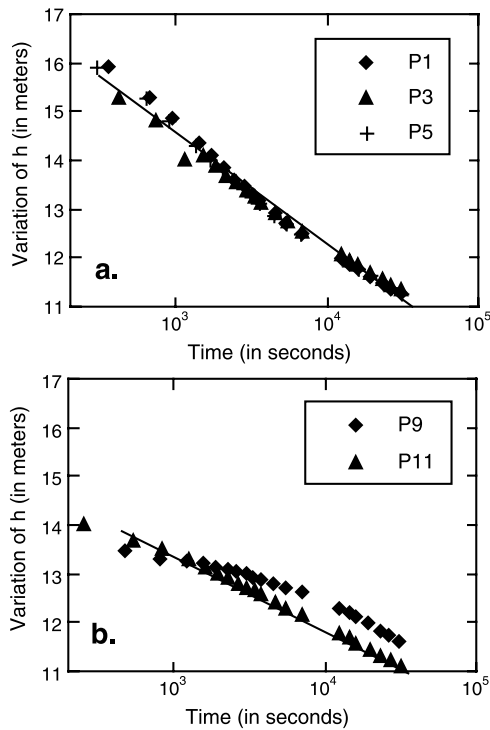 17
16
15
14
13
12
11
Variation of h (in meters)
P1
P3
P5
a.
10³
10⁴
10⁵
Time (in seconds)
17
16
15
14
13
12
11
Variation of h (in meters)
P9
P11
b.
10³
10⁴
10⁵
Time (in seconds)